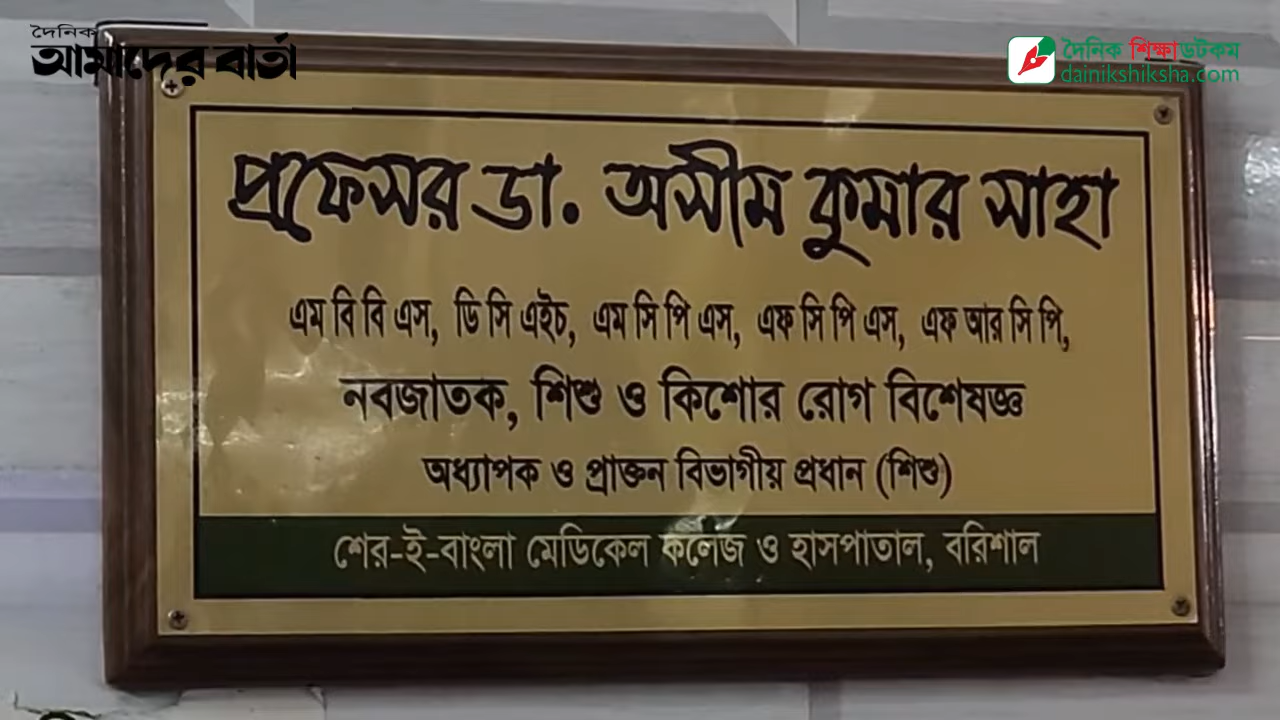 দৈনিক
আমাদের বার্তা
দৈনিক শিক্ষাডটকম
dainikshiksha.com
প্রফেসর ডা. অসীম কুমার সাহা
এম বি বি এস, ডি সি এইচ, এম সি পি এস, এফ সি পি এস, এফ আর সি পি,
নবজাতক, শিশু ও কিশোর রোগ বিশেষজ্ঞ
অধ্যাপক ও প্রাক্তন বিভাগীয় প্রধান (শিশু)
শের-ই-বাংলা মেডিকেল কলেজ ও হাসপাতাল, বরিশাল